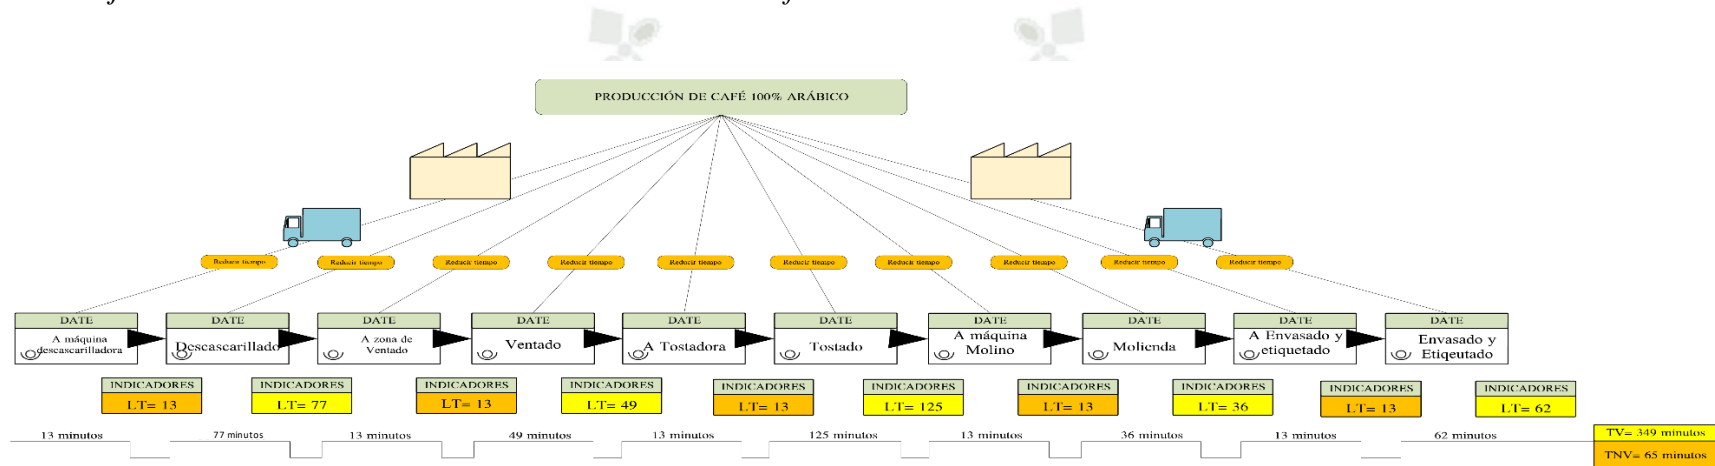 PRODUCCIÓN DE CAFÉ 100% ARÁBICO
Reducir tiempo Reducir tiempo Reducir tiempo Reducir tiempo Reducir tiempo Reducir tiempo Reducir tiempo Reducir tiempo Reducir tiempo Reducir tiempo
DATE DATE DATE DATE DATE DATE DATE DATE DATE DATE
A máquina
descascarilladora
Descascarillado
A zona de
Ventado
Ventado
A Tostadora
Tostado
A máquina
Molino
Molienda
A Envasado y
etiquetado
Envasado y
Etiqeutado
INDICADORES INDICADORES INDICADORES INDICADORES INDICADORES INDICADORES INDICADORES INDICADORES INDICADORES INDICADORES
LT= 13 LT= 77 LT= 13 LT= 49 LT= 13 LT= 125 LT= 13 LT= 36 LT= 13 LT= 62
13 minutos 77 minutos 13 minutos 49 minutos 13 minutos 125 minutos 13 minutos 36 minutos 13 minutos 62 minutos
TV= 349 minutos
TNV= 65 minutos